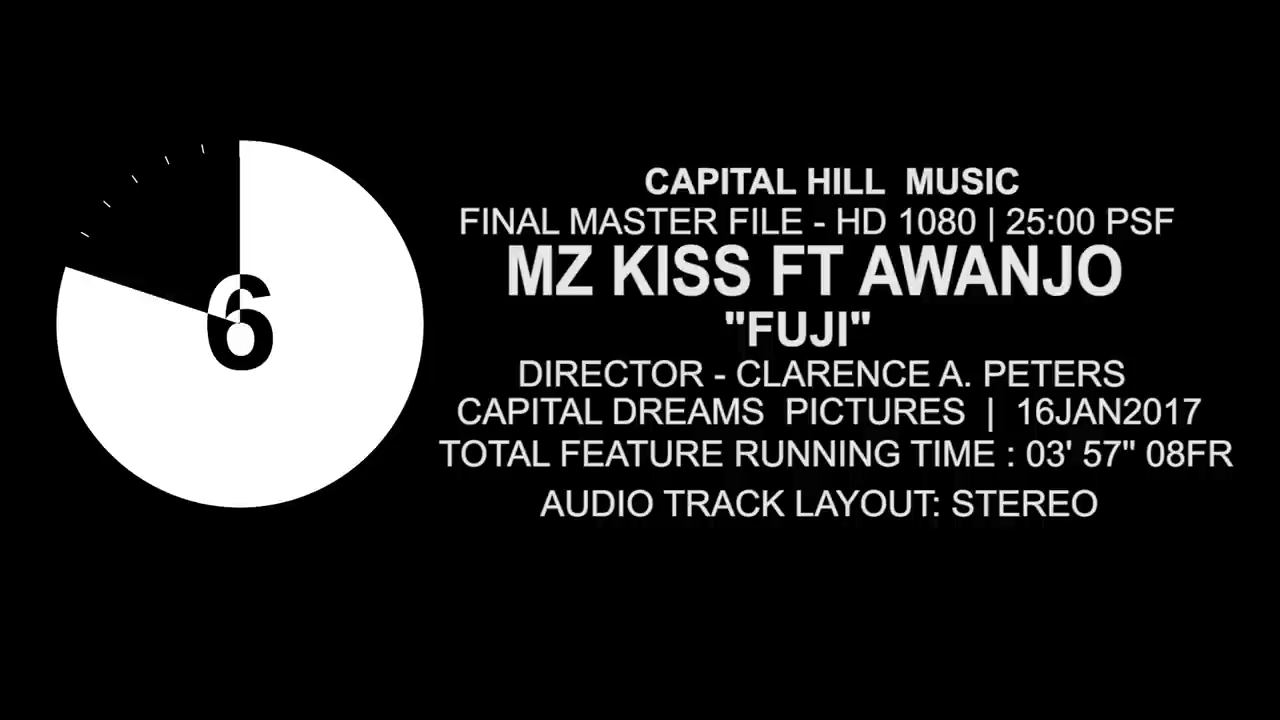 6
CAPITAL HILL  MUSIC
FINAL MASTER FILE - HD 1080 | 25:00 PSF
MZ KISS FT AWANJO
"FUJI"
DIRECTOR - CLARENCE A. PETERS
CAPITAL DREAMS  PICTURES  |  16JAN2017
TOTAL FEATURE RUNNING TIME : 03' 57" 08FR
AUDIO TRACK LAYOUT: STEREO